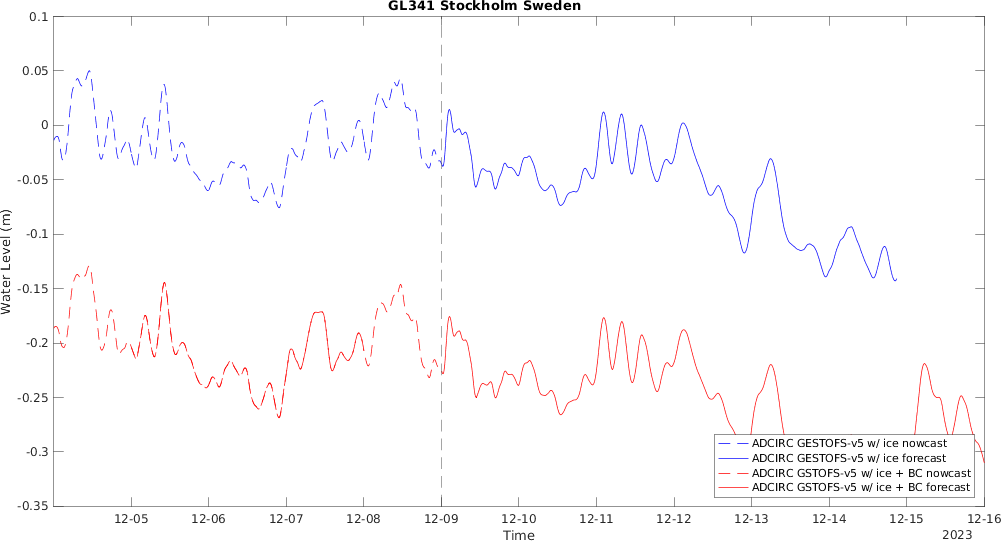 GL341 Stockholm Sweden
0.1
0.05
0
-0.05
-0.1
-0.15
-0.2
-0.25
-0.3
-0.35
Water Level (m)
ADCIRC GESTOFS-v5 w/ ice nowcast
ADCIRC GESTOFS-v5 w/ ice forecast
ADCIRC GSTOFS-v5 w/ ice + BC nowcast
ADCIRC GSTOFS-v5 w/ ice + BC forecast
12-05 12-06 12-07 12-08 12-09 12-10 12-11 12-12 12-13 12-14 12-15 12-16
Time
2023